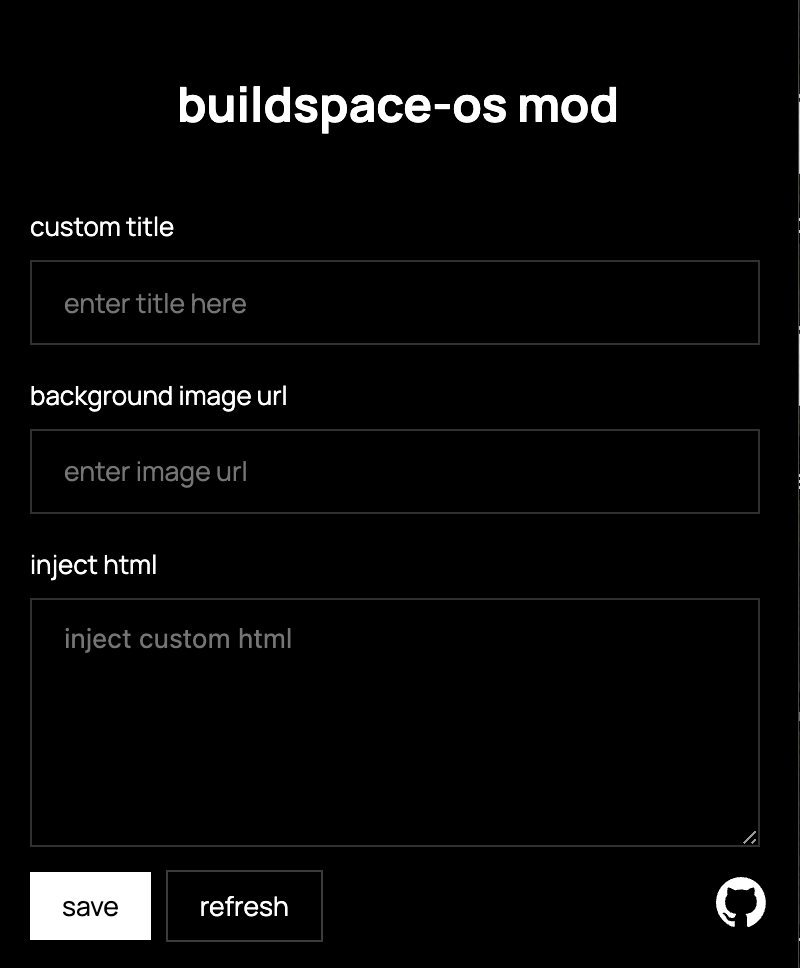 buildspace-os mod
custom title
enter title here
background image url
enter image url
inject html
inject custom html
save refresh